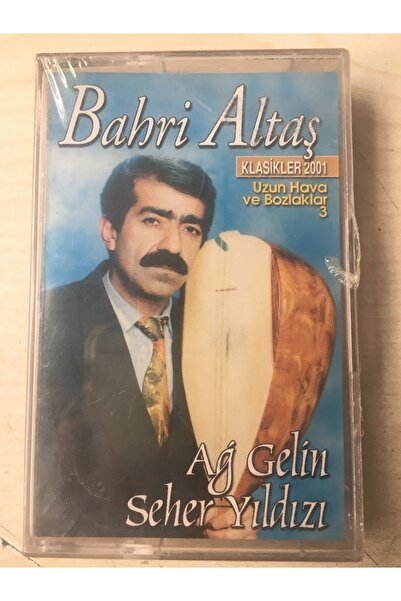 Bahri Altaş
KLASİKLER 2001
Uzun Hava
ve Bozlaklar
3
Ağ Gelin
Seher Yıldızı